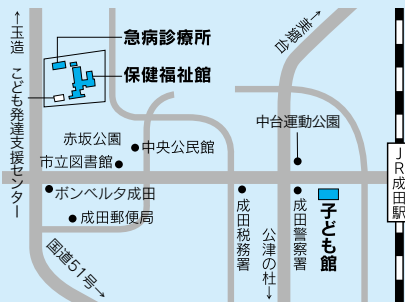 ←玉造
こども発達支援センター
急病診療所
保健福祉館
→美郷台
赤坂公園
中央公民館
市立図書館
中台運動公園
ボンベルタ成田
成田郵便局
成田税務署
成田警察署
子ども館
JR成田駅
公津の杜→
国道51号→